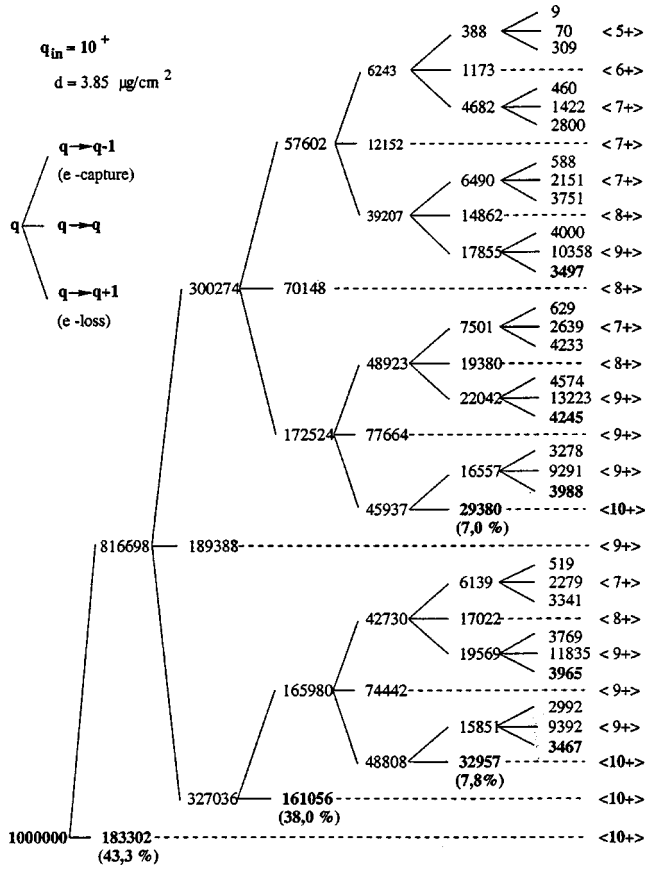 9
388 70 < 5+>
309
q_in = 10 +
6243 1173 < 6+>
d = 3.85 μg/cm 2
460
4682 1422 < 7+>
2800
q→q-1
57602 12152 < 7+>
(e -capture)
588
6490 2151 < 7+>
3751
39207 14862 < 8+>
q q→q
4000
17855 10358 < 9+>
3497
q→q+1
300274 70148 < 8+>
(e -loss)
629
7501 2639 < 7+>
4233
48923 19380 < 8+>
4574
22042 13223 < 9+>
4245
172524 77664 < 9+>
3278
16557 9291 < 9+>
3988
45937 29380 <10+>
(7,0 %)
816698 189388 < 9+>
519
6139 2279 < 7+>
3341
42730 17022 < 8+>
3769
19569 11835 < 9+>
3965
165980 74442 < 9+>
2992
15851 9392 < 9+>
3467
48808 32957 <10+>
(7,8%)
327036 161056 <10+>
(38,0 %)
1000000 183302 <10+>
(43,3 %)